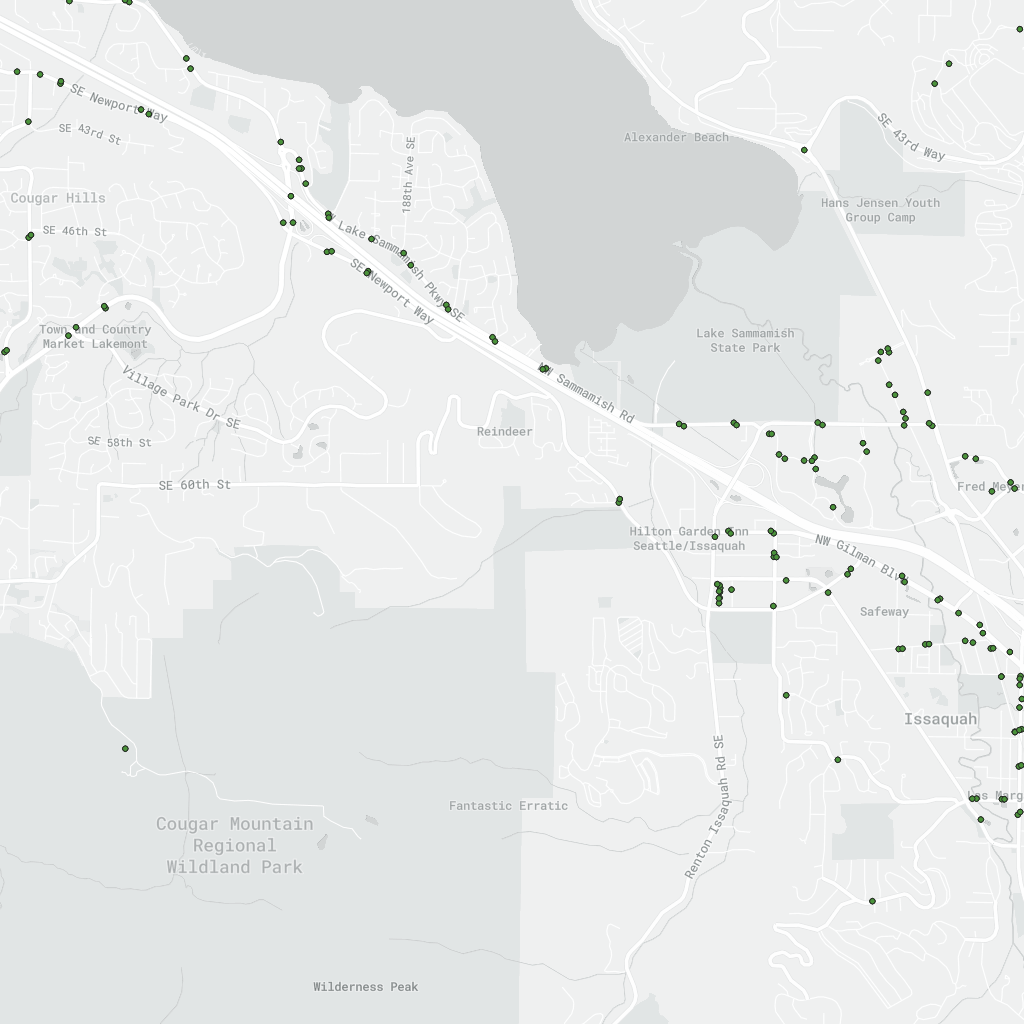 SE Newport Way
SE 43rd St
Alexander Beach
SE 43rd Way
188th Ave SE
Cougar Hills
Hans Jensen Youth
Group Camp
SE 46th St
Lake Sammamish Pkwy SE
SE Newport Way
Town and Country
Market Lakemont
Lake Sammamish
State Park
Village Park Dr SE
NW Sammamish Rd
Reindeer
SE 58th St
SE 60th St
Fred Meyer
Hilton Garden Inn
Seattle/Issaquah
NW Gilman Blvd
Safeway
Issaquah
Renton Issaquah Rd SE
Las Marg
Fantastic Erratic
Cougar Mountain
Regional
Wildland Park
Wilderness Peak